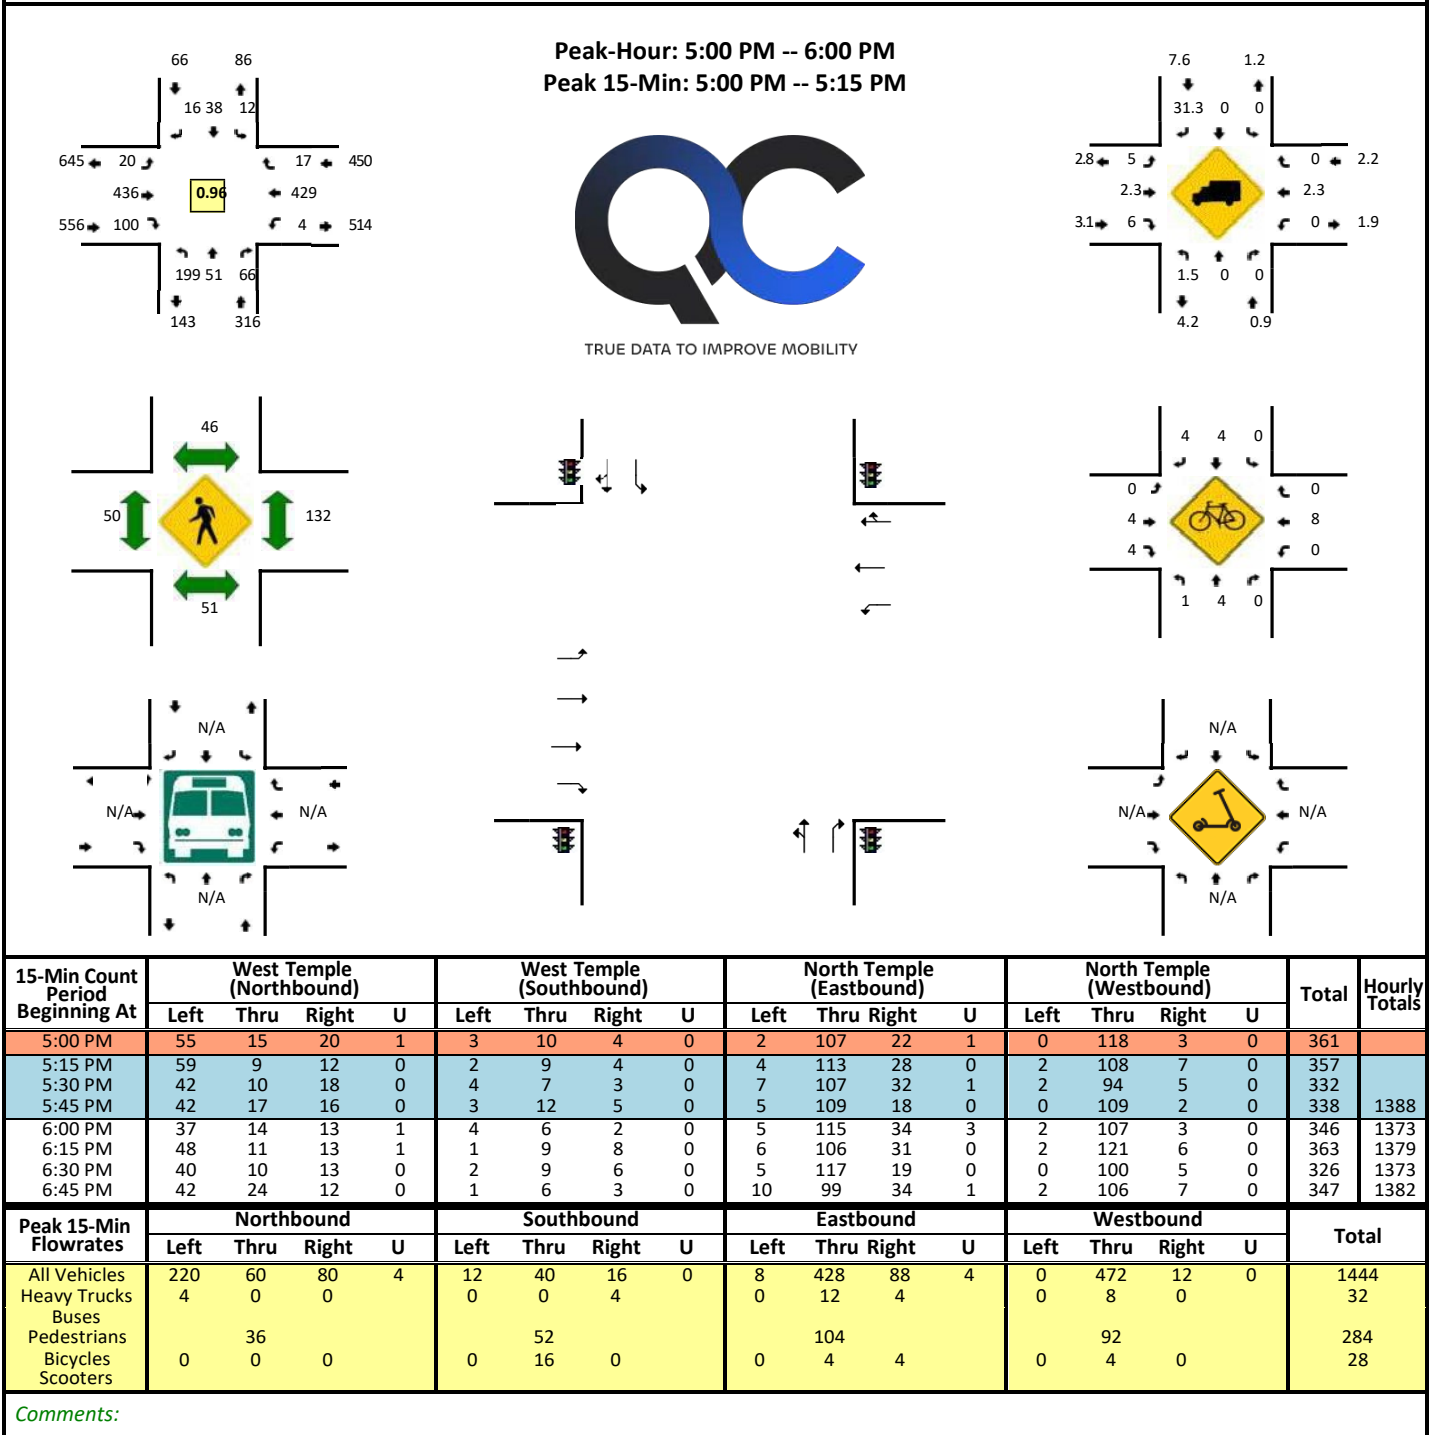 Peak-Hour: 5:00 PM -- 6:00 PM
Peak 15-Min: 5:00 PM -- 5:15 PM
66 86
16 38 12
645 20 17 450
436 0.96 429
556 100 4 514
199 51 66
143 316
TRUE DATA TO IMPROVE MOBILITY
7.6 1.2
31.3 0 0
2.8 5 0 2.2
2.3 2.3
3.1 6 0 1.9
1.5 0 0
4.2 0.9
46
50 132
51
4 4 0
0 0
4 8
4 0
1 4 0
N/A
N/A N/A
N/A
N/A
N/A N/A
N/A
15-Min Count Period Beginning At West Temple (Northbound) West Temple (Southbound) North Temple (Eastbound) North Temple (Westbound) Total Hourly Totals
Left Thru Right U Left Thru Right U Left Thru Right U Left Thru Right U
5:00 PM 55 15 20 1 3 10 4 0 2 107 22 1 0 118 3 0 361
5:15 PM 59 9 12 0 2 9 4 0 4 113 28 0 2 108 7 0 357
5:30 PM 42 10 18 0 4 7 3 0 7 107 32 1 2 94 5 0 332
5:45 PM 42 17 16 0 3 12 5 0 5 109 18 0 0 109 2 0 338 1388
6:00 PM 37 14 13 1 4 6 2 0 5 115 34 3 2 107 3 0 346 1373
6:15 PM 48 11 13 1 1 9 8 0 6 106 31 0 2 121 6 0 363 1379
6:30 PM 40 10 13 0 2 9 6 0 5 117 19 0 0 100 5 0 326 1373
6:45 PM 42 24 12 0 1 6 3 0 10 99 34 1 2 106 7 0 347 1382
Peak 15-Min Flowrates Northbound Southbound Eastbound Westbound Total
Left Thru Right U Left Thru Right U Left Thru Right U Left Thru Right U
All Vehicles 220 60 80 4 12 40 16 0 8 428 88 4 0 472 12 0 1444
Heavy Trucks 4 0 0 0 0 4 0 12 4 0 8 0 32
Buses
Pedestrians 36 52 104 92 284
Bicycles 0 0 0 0 16 0 0 4 4 0 4 0 28
Scooters
Comments: